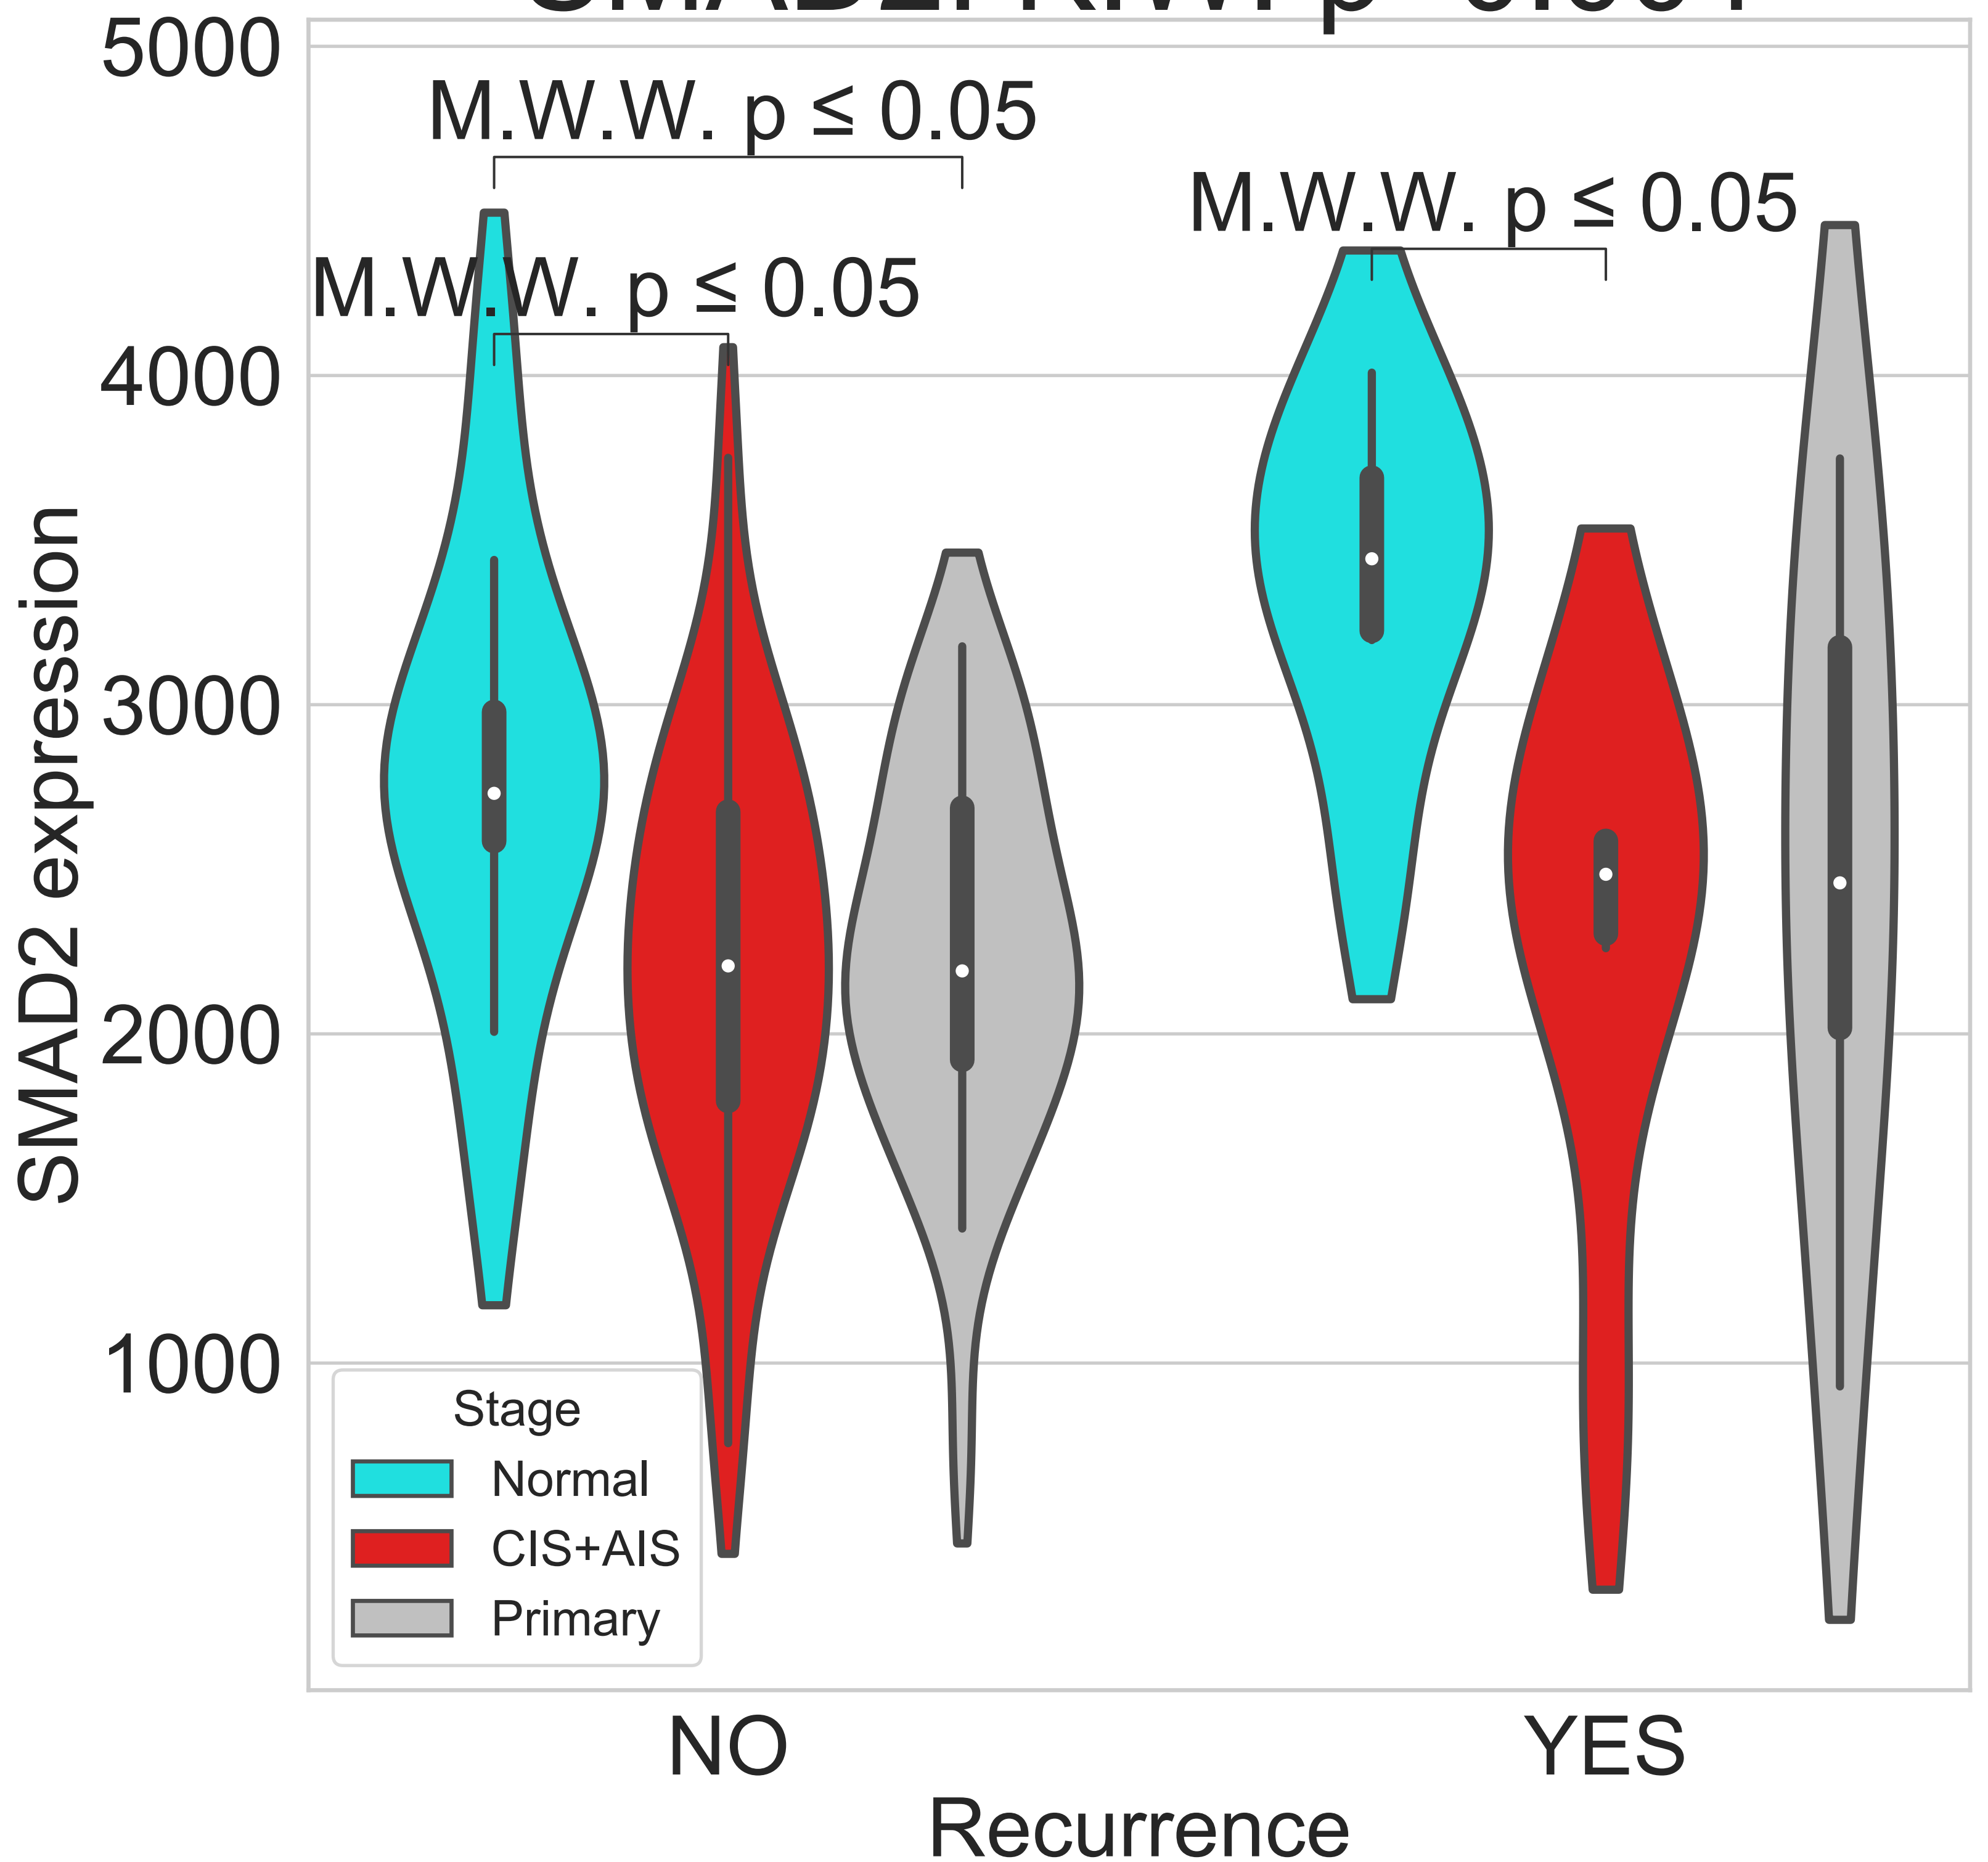 5000
4000
3000
2000
1000
SMAD2 expression
M.W.W. p ≤ 0.05
M.W.W. p ≤ 0.05
M.W.W. p ≤ 0.05
Stage
Normal
CIS+AIS
Primary
NO
YES
Recurrence